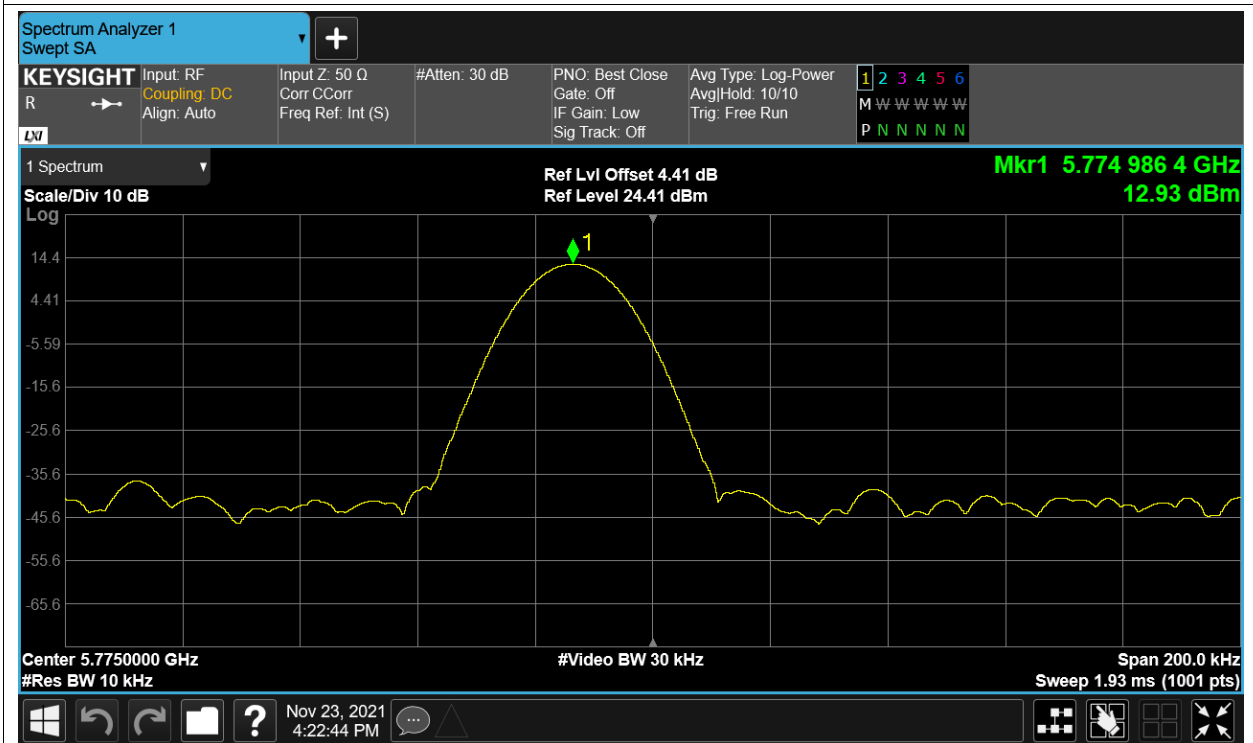 Spectrum Analyzer 1
Swept SA
+
KEYSIGHT
R
LXI
Input: RF
Coupling: DC
Align: Auto
Input Z: 50 Ω
Corr CCorr
Freq Ref: Int (S)
#Atten: 30 dB
PNO: Best Close
Gate: Off
IF Gain: Low
Sig Track: Off
Avg Type: Log-Power
Avg|Hold: 10/10
Trig: Free Run
1 2 3 4 5 6
M W W W W W
P N N N N N
1 Spectrum
Scale/Div 10 dB
Log
Ref Lvl Offset 4.41 dB
Ref Level 24.41 dBm
Mkr1 5.774 986 4 GHz
12.93 dBm
1
14.4
4.41
-5.59
-15.6
-25.6
-35.6
-45.6
-55.6
-65.6
Center 5.7750000 GHz
#Res BW 10 kHz
#Video BW 30 kHz
Span 200.0 kHz
Sweep 1.93 ms (1001 pts)
?
Nov 23, 2021
4:22:44 PM